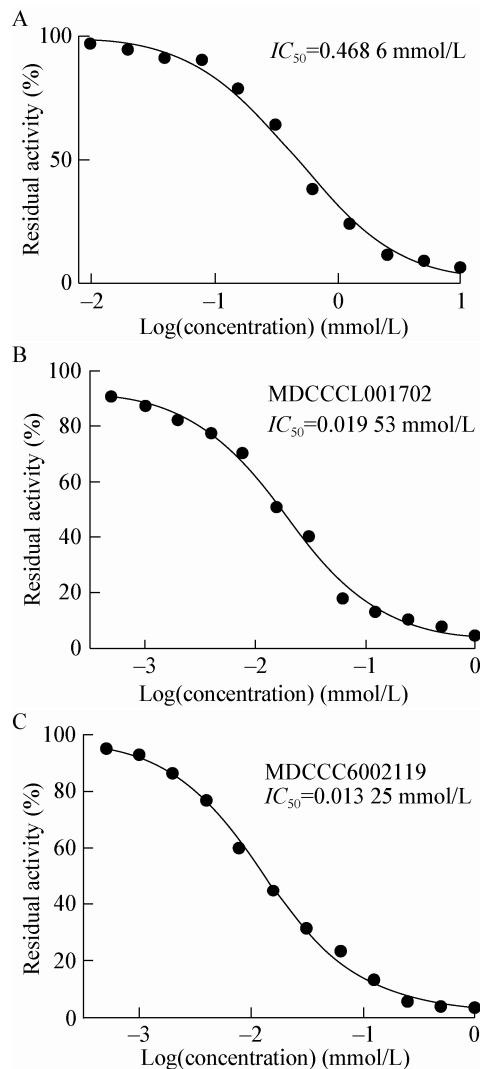 A
100
50
0
Residual activity (%)
IC50=0.468 6 mmol/L
–2 –1 0 1
Log(concentration) (mmol/L)
B
100
80
60
40
20
0
Residual activity (%)
MDCCCL001702
IC50=0.019 53 mmol/L
–3 –2 –1 0
Log(concentration) (mmol/L)
C
100
80
60
40
20
0
Residual activity (%)
MDCCC6002119
IC50=0.013 25 mmol/L
–3 –2 –1 0
Log(concentration) (mmol/L)